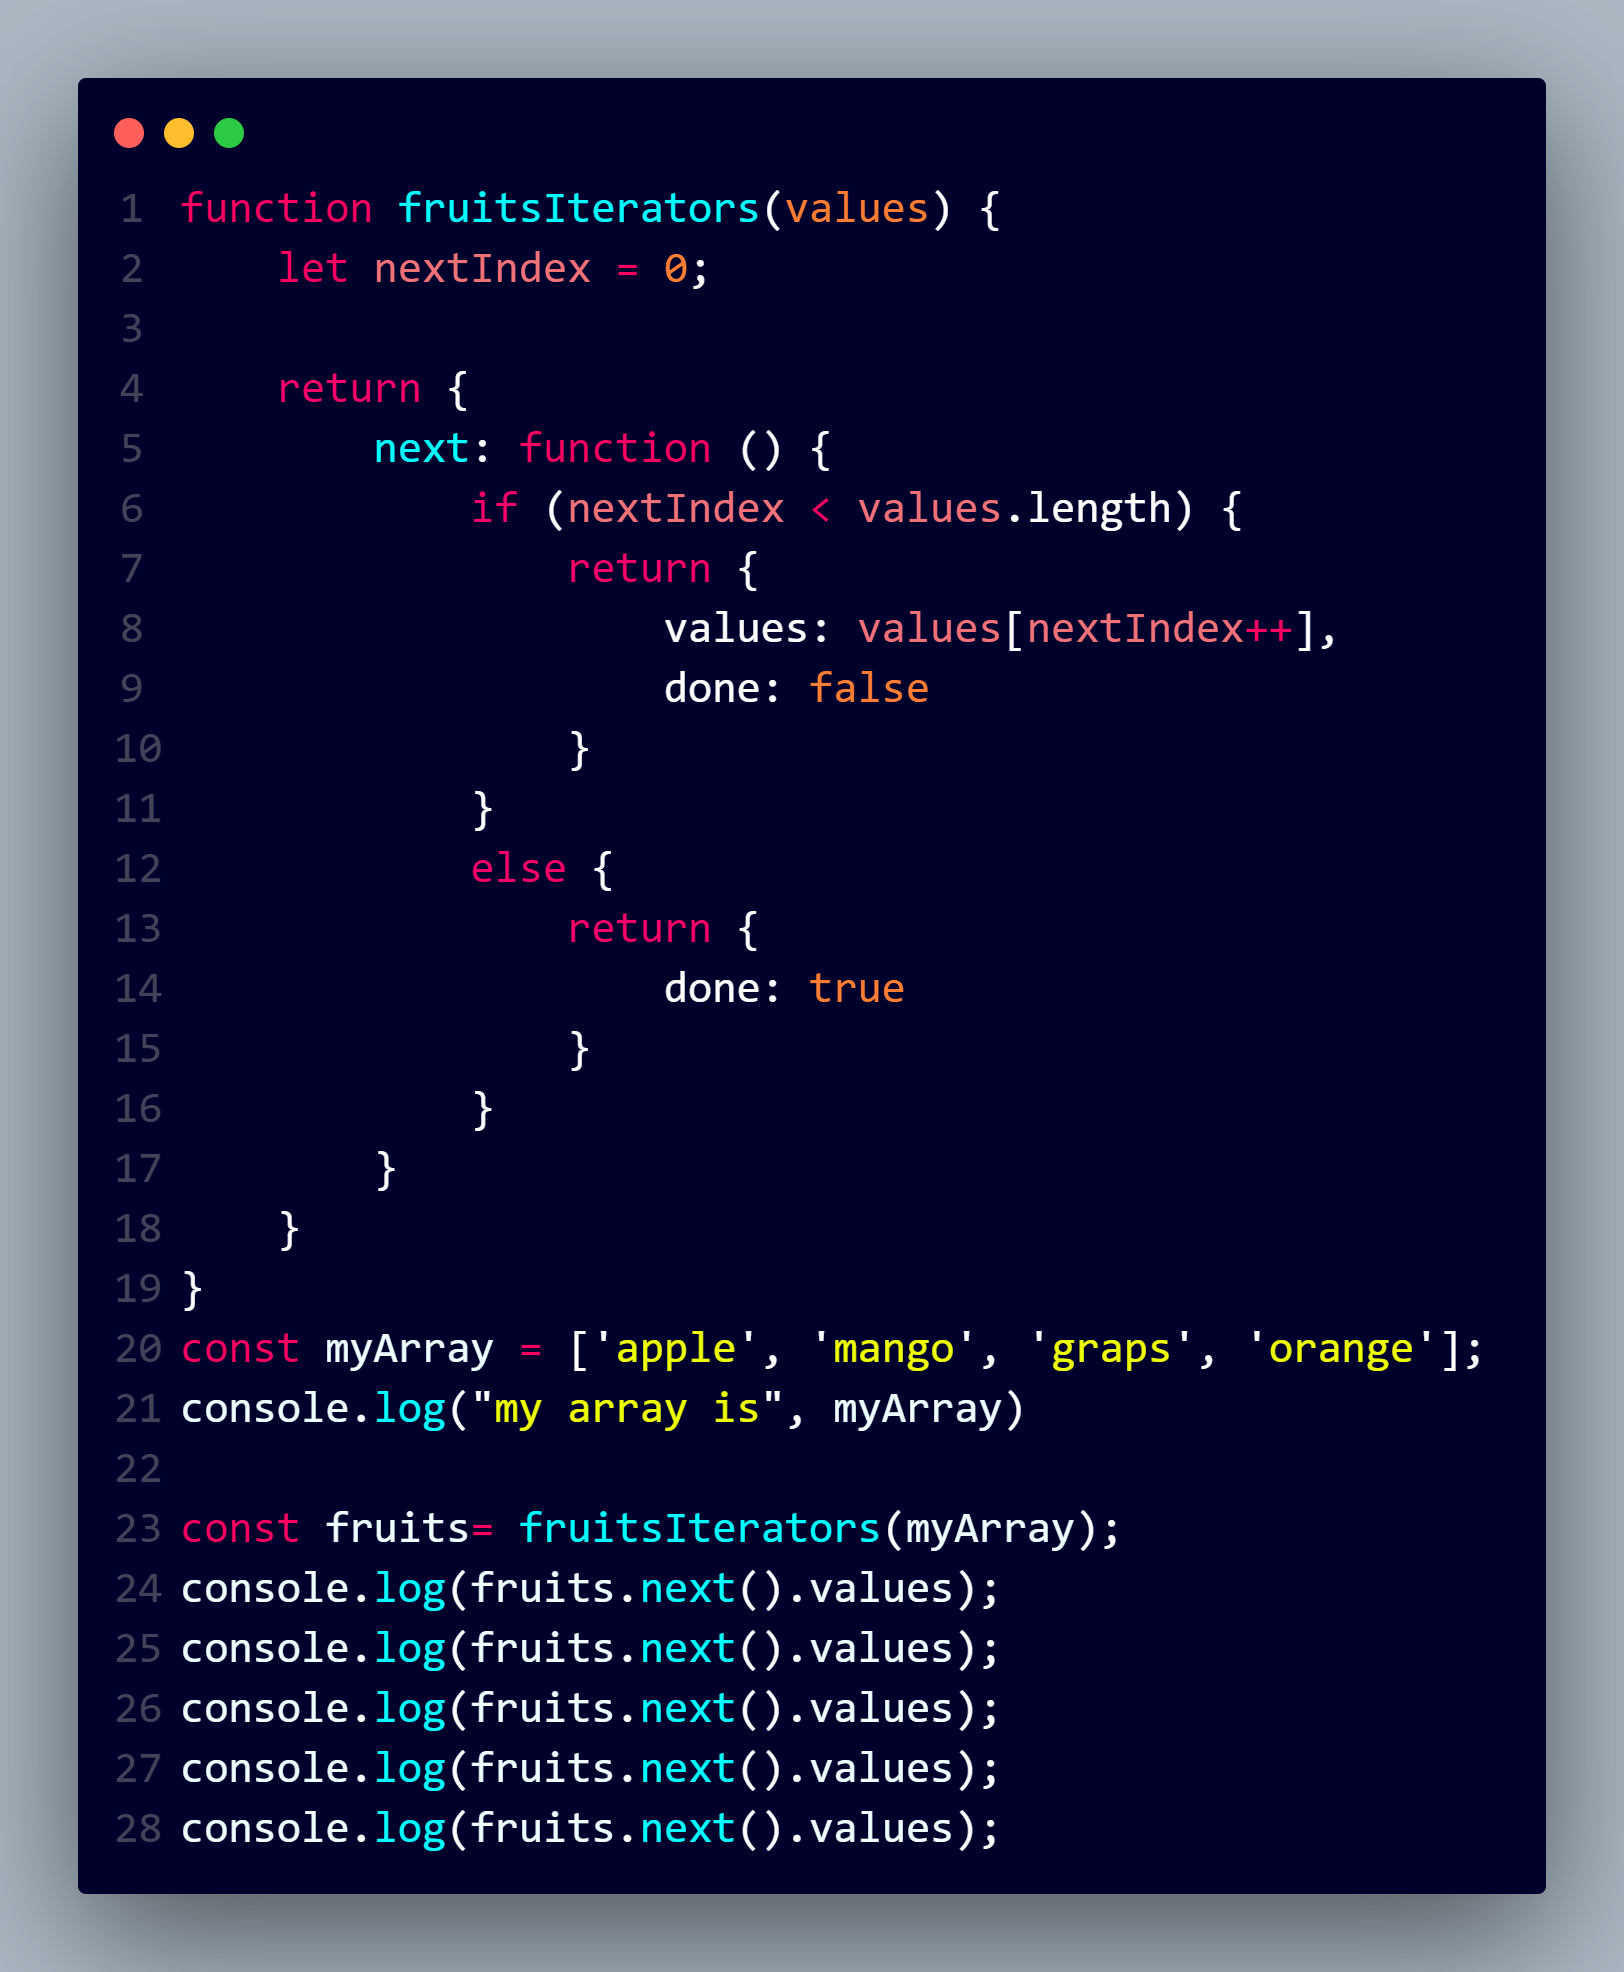 1 function fruitsIterators(values) {
2     let nextIndex = 0;
3
4     return {
5         next: function () {
6             if (nextIndex < values.length) {
7                 return {
8                     values: values[nextIndex++],
9                     done: false
10                 }
11             }
12             else {
13                 return {
14                     done: true
15                 }
16             }
17         }
18     }
19 }
20 const myArray = ['apple', 'mango', 'graps', 'orange'];
21 console.log("my array is", myArray)
22
23 const fruits= fruitsIterators(myArray);
24 console.log(fruits.next().values);
25 console.log(fruits.next().values);
26 console.log(fruits.next().values);
27 console.log(fruits.next().values);
28 console.log(fruits.next().values);